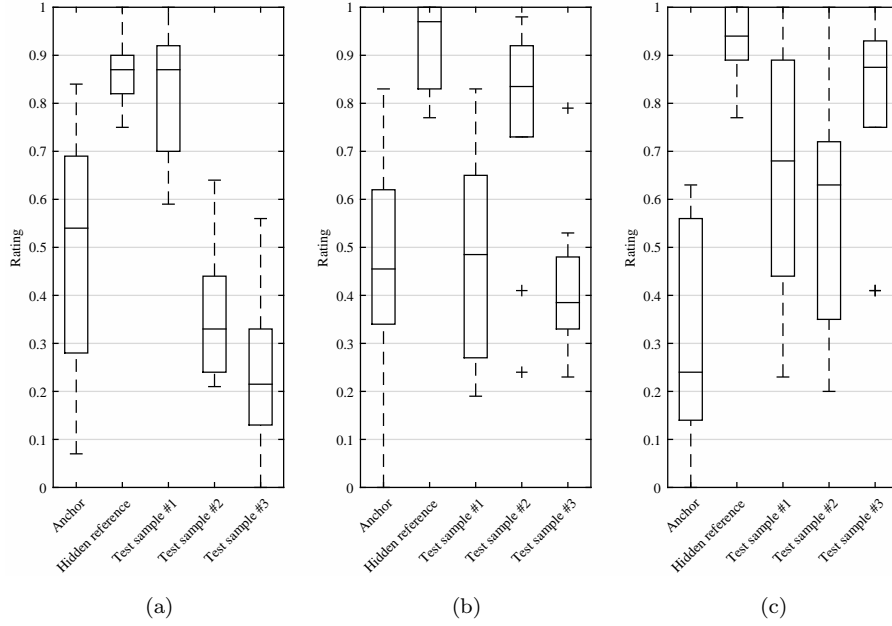 1
0.9
0.8
0.7
0.6
0.5
0.4
0.3
0.2
0.1
0
Rating
Anchor
Hidden reference
Test sample #1
Test sample #2
Test sample #3
(a)
1
0.9
0.8
0.7
0.6
0.5
0.4
0.3
0.2
0.1
0
Rating
Anchor
Hidden reference
Test sample #1
Test sample #2
Test sample #3
(b)
1
0.9
0.8
0.7
0.6
0.5
0.4
0.3
0.2
0.1
0
Rating
Anchor
Hidden reference
Test sample #1
Test sample #2
Test sample #3
(c)